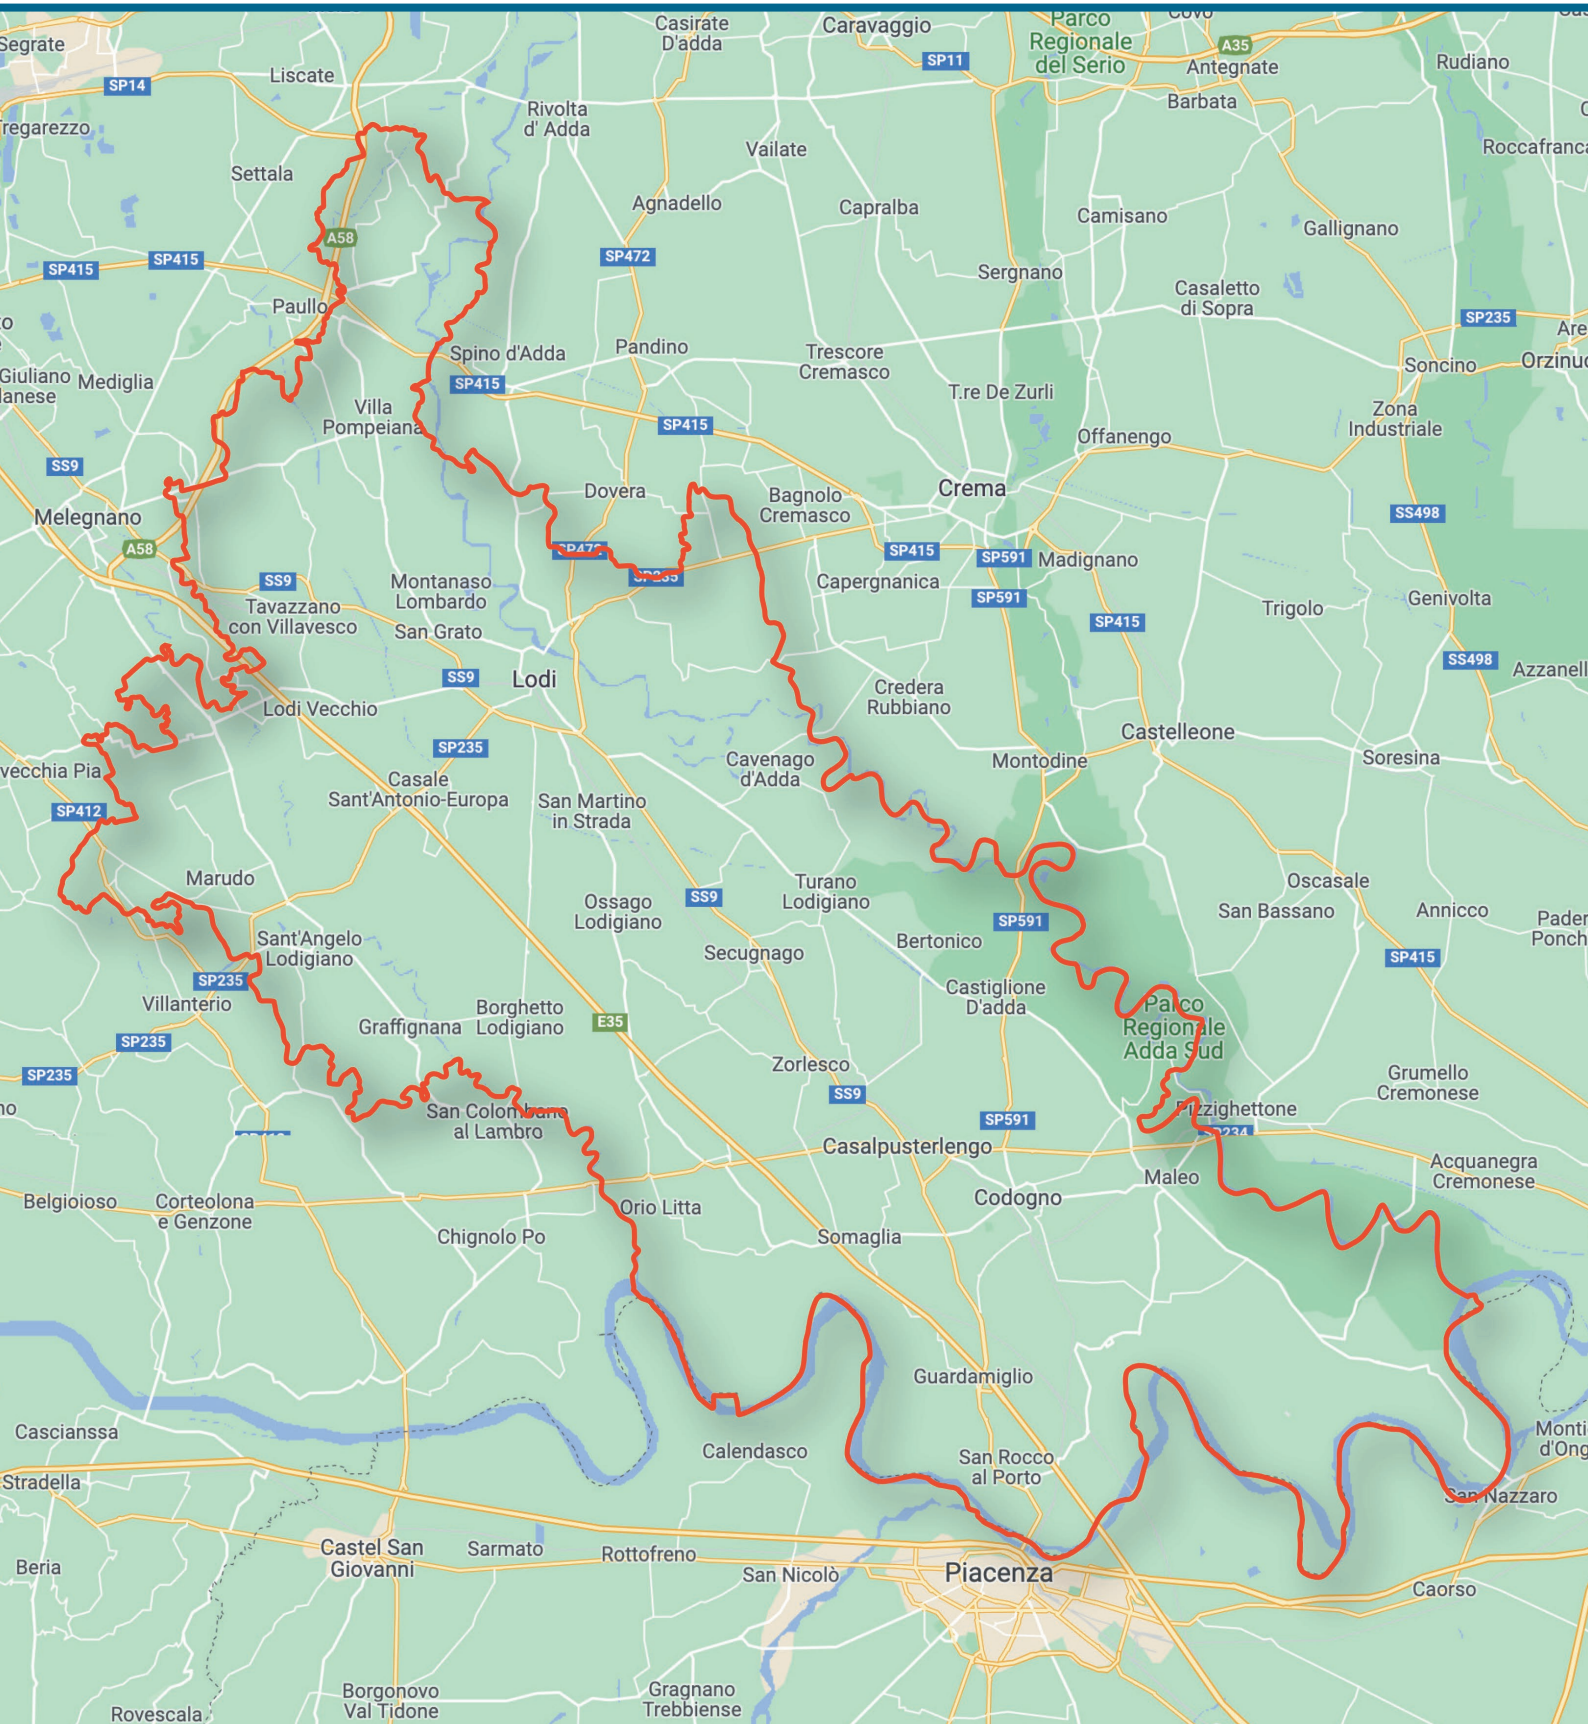 Casirate
D'adda
Caravaggio
Parco
Regionale
del Serio
Covo
A35
Antegnate
Rudiano
Segrate
SP14
Liscate
SP11
Barbata
Rivolta
d' Adda
Tregarezzo
Vailate
Roccafranca
Settala
Agnadello
Capralba
Camisano
Gallignano
A58
SP415
SP415
SP472
Sergnano
Casaletto
di Sopra
Paullo
SP235
Spino d'Adda
Pandino
Trescore
Cremasco
Soncino
Giuliano
Mediglia
SP415
T.re De Zurli
Villa
Pompeiana
SP415
Zona
Industriale
Offanengo
SS9
Dovera
Bagnolo
Cremasco
Crema
Melegnano
SS498
A58
SP472
SP415
SP591
Madignano
SS9
Montanaso
Lombardo
SP235
Capergnanica
SP591
Genivolta
Tavazzano
con Villavesco
San Grato
SP415
Trigolo
SS9
Lodi
SS498
Azzanell
Lodi Vecchio
Credera
Rubbiano
SP235
Castelleone
Cavenago
d'Adda
Montodine
Soresina
vecchia Pia
Casale
Sant'Antonio-Europa
San Martino
in Strada
SP412
Marudo
Turano
Lodigiano
Oscasale
SS9
Ossago
Lodigiano
SP591
San Bassano
Annicco
Pader
Ponch
Sant'Angelo
Lodigiano
Bertonico
Secugnago
SP415
SP235
Villanterio
Castiglione
D'adda
Parco
Regionale
Adda Sud
Borghetto
Lodigiano
Graffignana
E35
SP235
Zorlesco
SP235
Grumello
Cremonese
SS9
San Colombano
al Lambro
SP591
Pizzighettone
SP234
Casalpusterlengo
Acquanegra
Cremonese
Maleo
Belgioioso
Corteolona
e Genzone
Orio Litta
Codogno
Chignolo Po
Somaglia
Guardamiglio
Cascianssa
Calendasco
San Rocco
al Porto
Monti
d'Ong
Stradella
San Nazzaro
Castel San
Giovanni
Sarmato
Rottofreno
Beria
San Nicolò
Piacenza
Caorso
Borgonovo
Val Tidone
Gragnano
Trebbiense
Rovescala